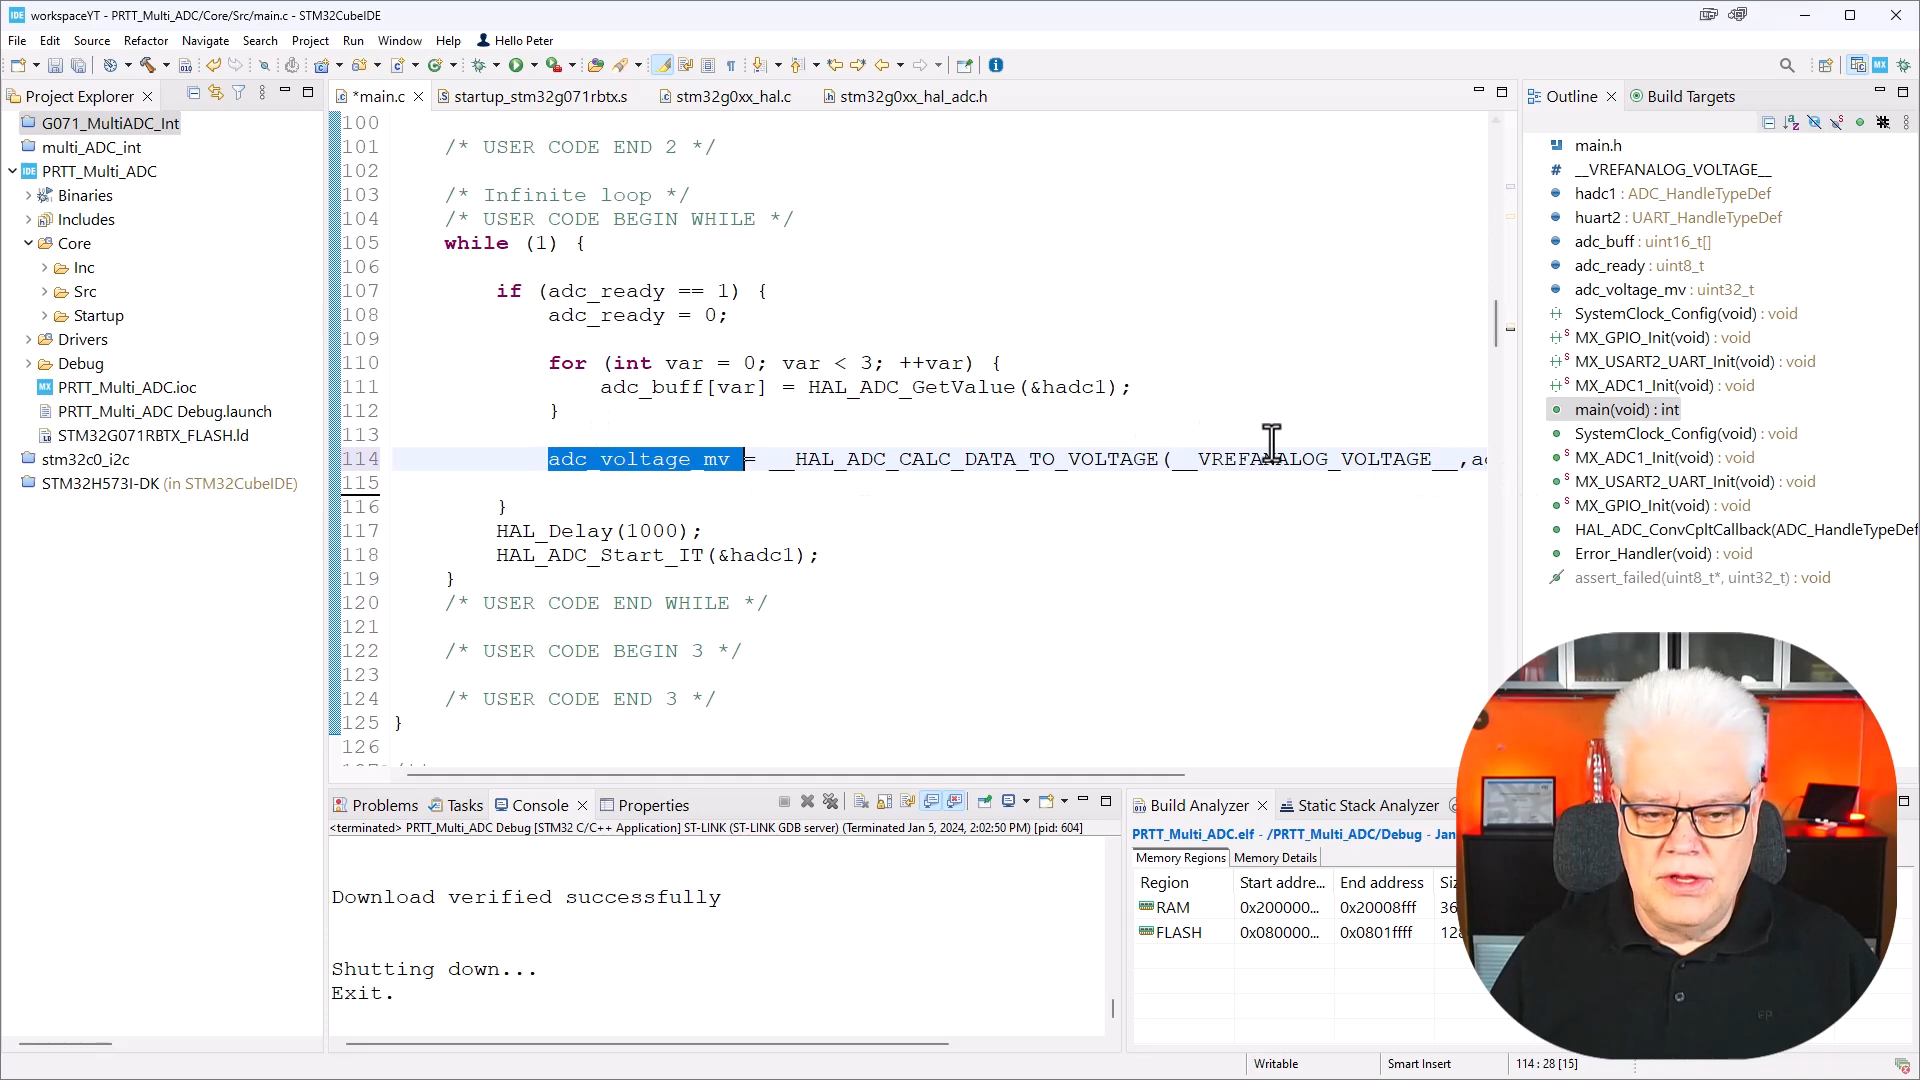 IDE workspaceYT - PRTT_Multi_ADC/Core/Src/main.c - STM32CubeIDE
File Edit Source Refactor Navigate Search Project Run Window Help Hello Peter
Project Explorer
G071_MultiADC_Int
multi_ADC_int
IDE PRTT_Multi_ADC
Binaries
Includes
Core
Inc
Src
Startup
Drivers
Debug
MX PRTT_Multi_ADC.ioc
PRTT_Multi_ADC Debug.launch
STM32G071RBTX_FLASH.ld
stm32c0_i2c
STM32H573I-DK (in STM32CubeIDE)
*main.c startup_stm32g071rbtx.s stm32g0xx_hal.c stm32g0xx_hal_adc.h
100
101 /* USER CODE END 2 */
102
103 /* Infinite loop */
104 /* USER CODE BEGIN WHILE */
105 while (1) {
106
107 if (adc_ready == 1) {
108 adc_ready = 0;
109
110 for (int var = 0; var < 3; ++var) {
111 adc_buff[var] = HAL_ADC_GetValue(&hadc1);
112 }
113
114 adc_voltage_mv = __HAL_ADC_CALC_DATA_TO_VOLTAGE(__VREFANALOG_VOLTAGE__,ad
115
116 }
117 HAL_Delay(1000);
118 HAL_ADC_Start_IT(&hadc1);
119 }
120 /* USER CODE END WHILE */
121
122 /* USER CODE BEGIN 3 */
123
124 /* USER CODE END 3 */
125 }
126
Outline Build Targets
main.h
# __VREFANALOG_VOLTAGE__
hadc1 : ADC_HandleTypeDef
huart2 : UART_HandleTypeDef
adc_buff : uint16_t[]
adc_ready : uint8_t
adc_voltage_mv : uint32_t
SystemClock_Config(void) : void
MX_GPIO_Init(void) : void
MX_USART2_UART_Init(void) : void
MX_ADC1_Init(void) : void
main(void) : int
SystemClock_Config(void) : void
MX_ADC1_Init(void) : void
MX_USART2_UART_Init(void) : void
MX_GPIO_Init(void) : void
HAL_ADC_ConvCpltCallback(ADC_HandleTypeDef
Error_Handler(void) : void
assert_failed(uint8_t*, uint32_t) : void
Problems Tasks Console Properties
<terminated> PRTT_Multi_ADC Debug [STM32 C/C++ Application] ST-LINK (ST-LINK GDB server) (Terminated Jan 5, 2024, 2:02:50 PM) [pid: 604]
Download verified successfully
Shutting down...
Exit.
Build Analyzer Static Stack Analyzer
PRTT_Multi_ADC.elf - /PRTT_Multi_ADC/Debug - Jan
Memory Regions Memory Details
Region Start addre... End address Siz
RAM 0x200000... 0x20008fff 36
FLASH 0x080000... 0x0801ffff 128
Writable Smart Insert 114 : 28 [15]